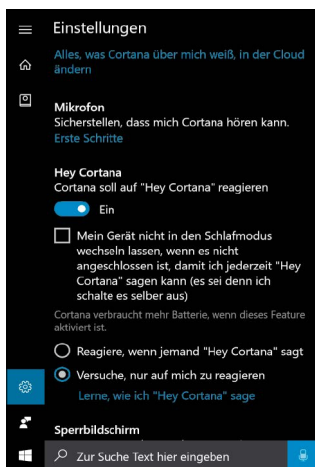 Einstellungen
Alles, was Cortana über mich weiß, in der Cloud
ändern
Mikrofon
Sicherstellen, dass mich Cortana hören kann.
Erste Schritte
Hey Cortana
Cortana soll auf "Hey Cortana" reagieren
Ein
Mein Gerät nicht in den Schlafmodus
wechseln lassen, wenn es nicht
angeschlossen ist, damit ich jederzeit "Hey
Cortana" sagen kann (es sei denn ich
schalte es selber aus)
Cortana verbraucht mehr Batterie, wenn dieses Feature
aktiviert ist.
Reagiere, wenn jemand "Hey Cortana" sagt
Versuche, nur auf mich zu reagieren
Lerne, wie ich "Hey Cortana" sage
Sperrbildschirm
Zur Suche Text hier eingeben